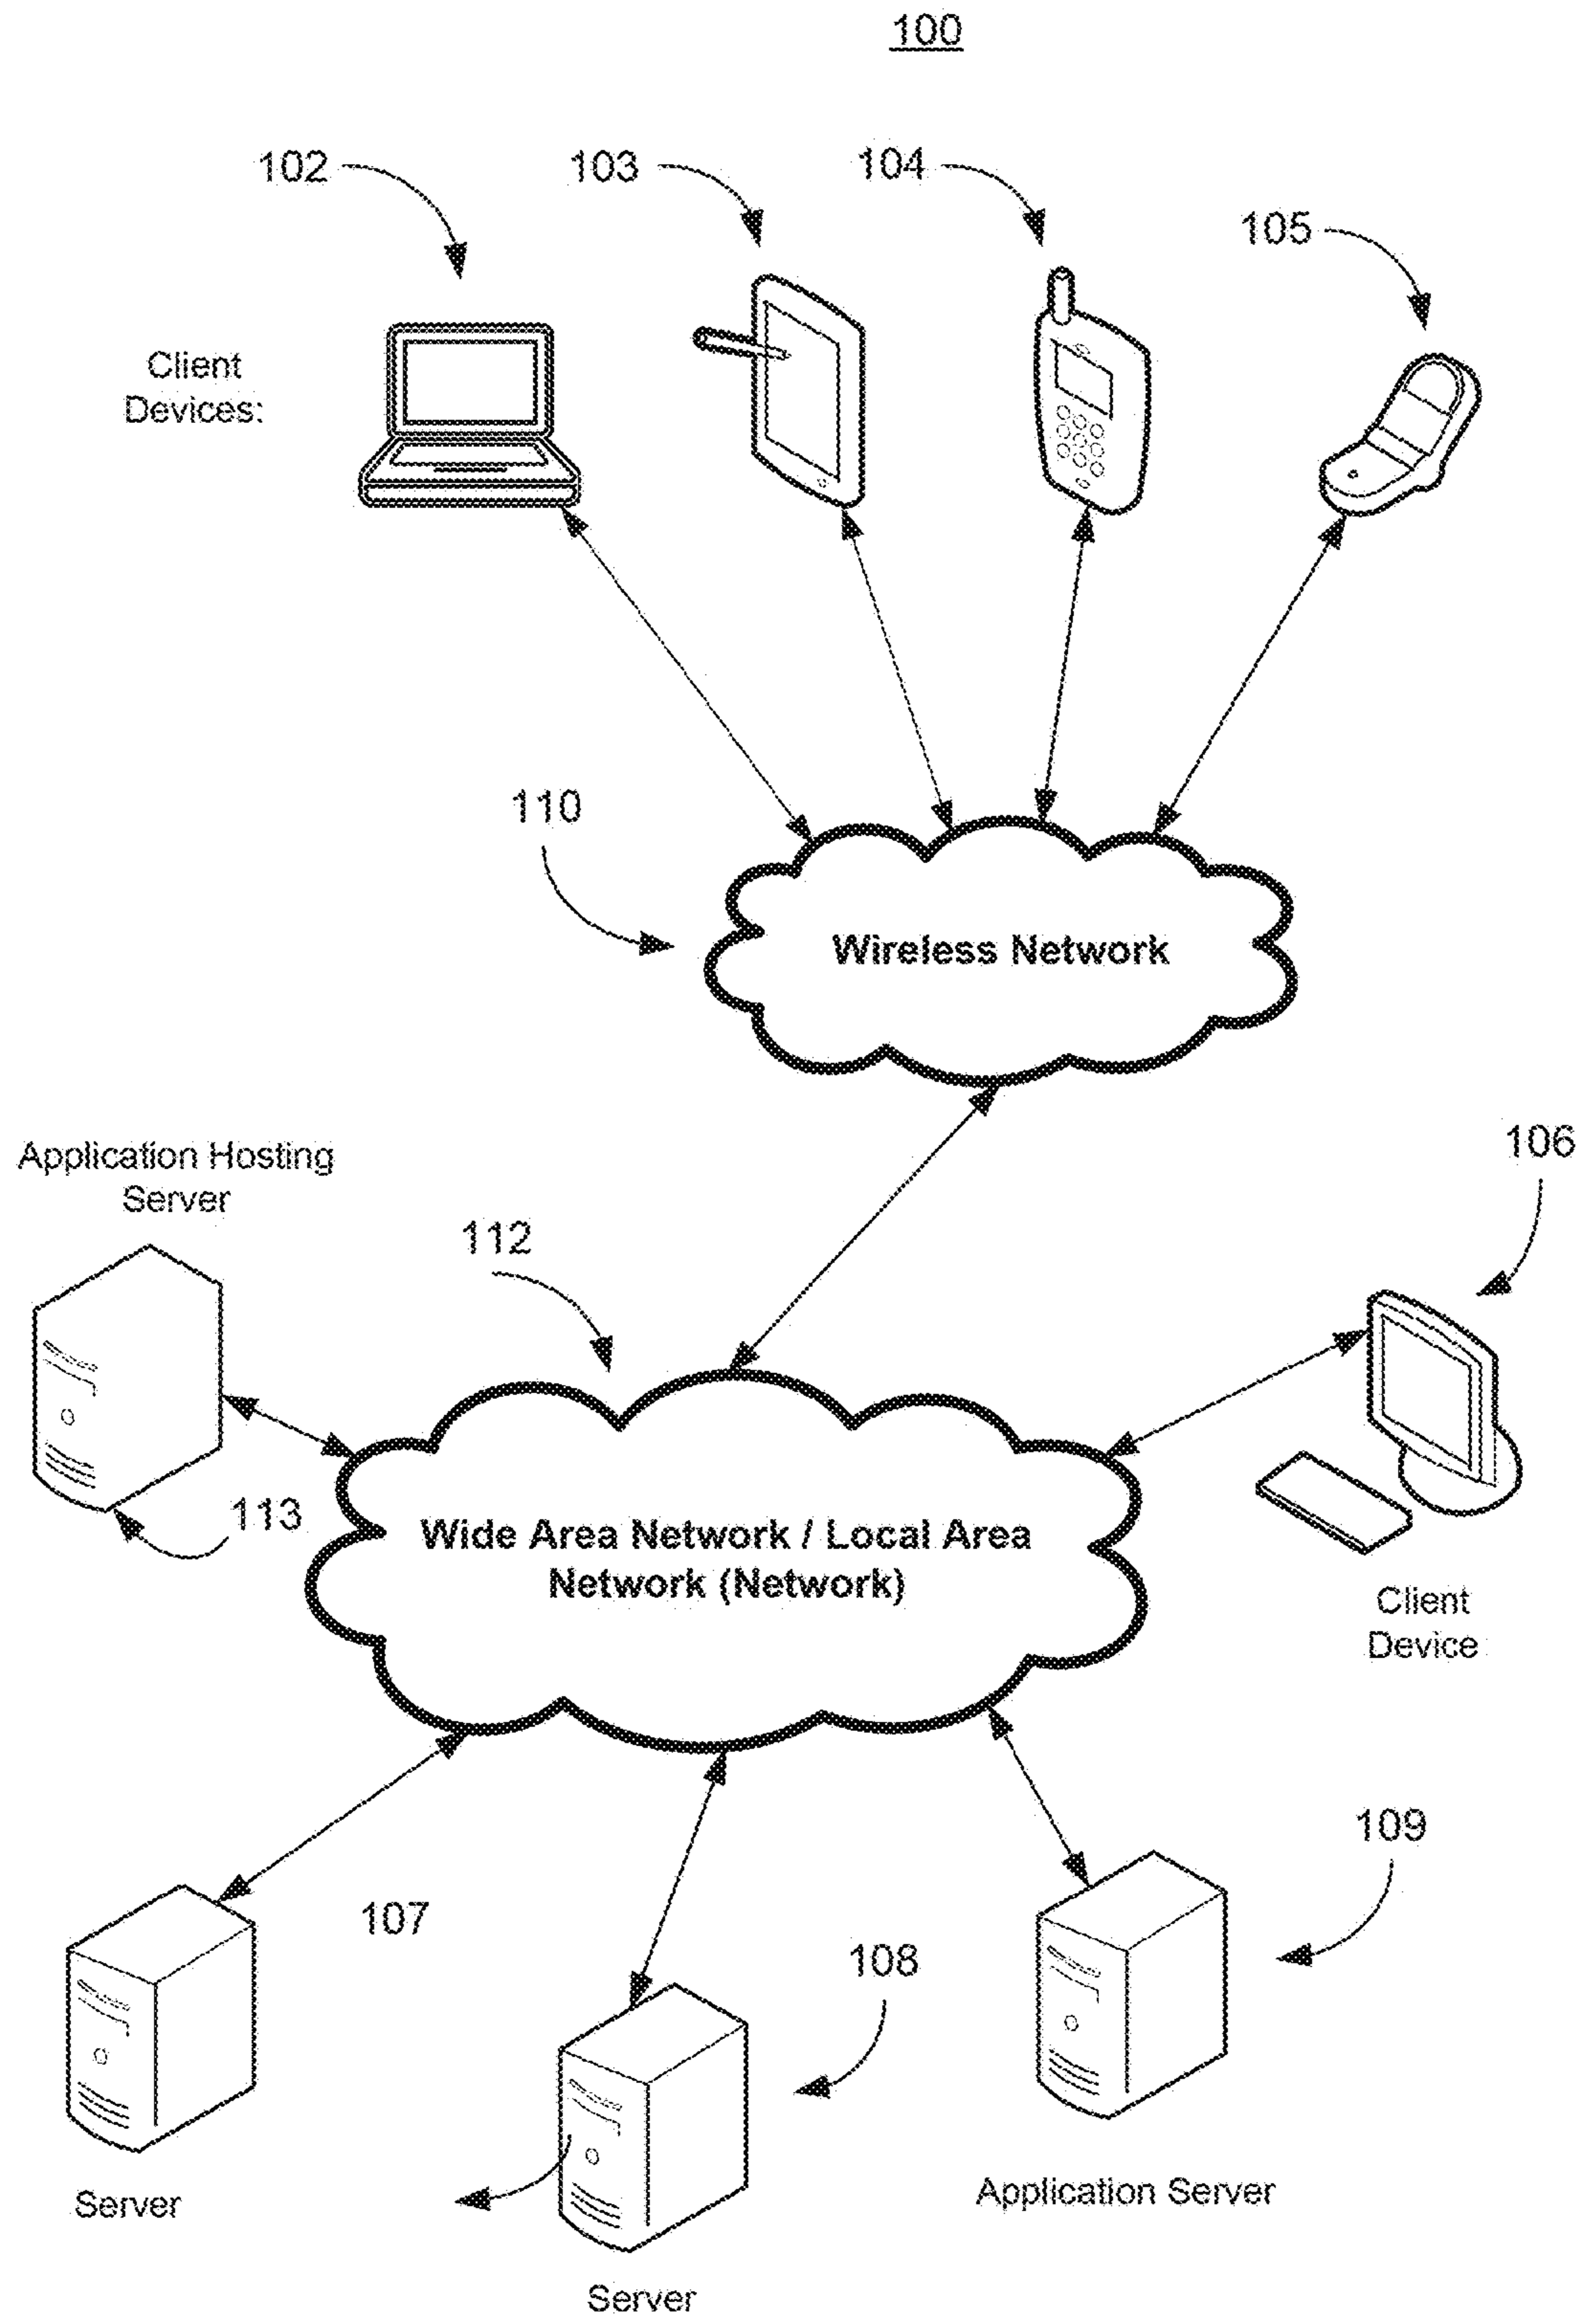 100
102
103
104
105
Client
Devices:
110
Wireless Network
Application Hosting
Server
106
112
113
Wide Area Network / Local Area
Network (Network)
Client
Device
109
107
108
Server
Application Server
Server